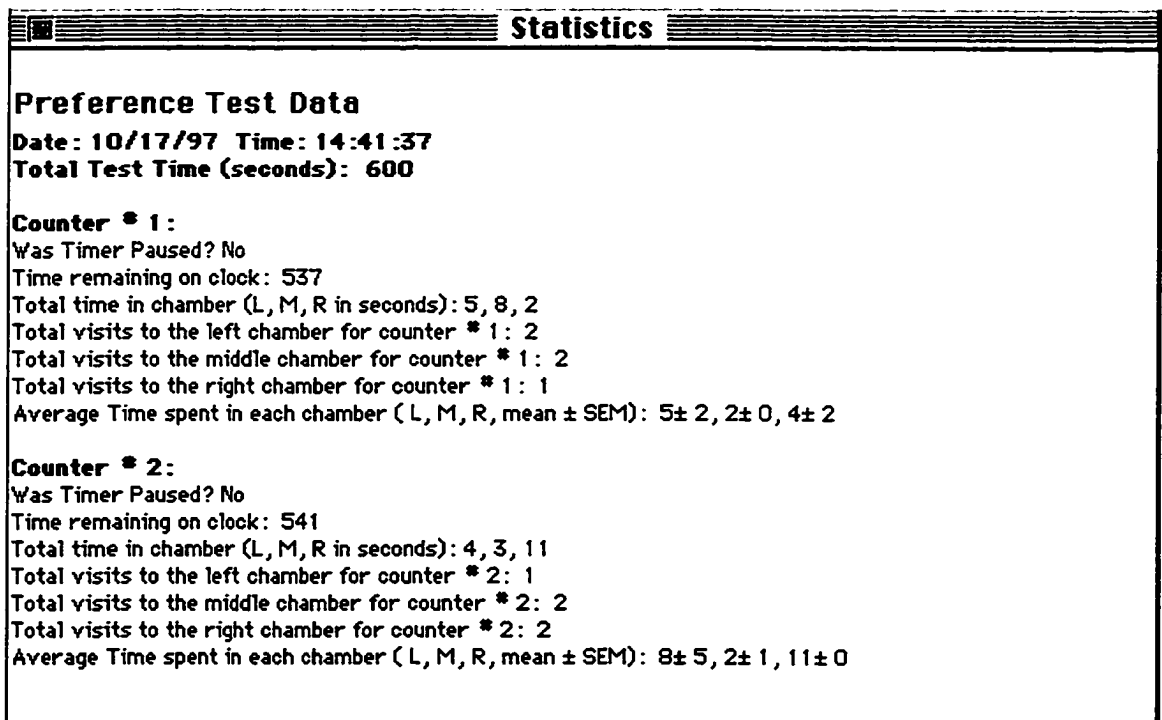 Statistics
Preference Test Data
Date: 10/17/97 Time: 14:41:37
Total Test Time (seconds): 600
Counter # 1:
Was Timer Paused? No
Time remaining on clock: 537
Total time in chamber (L, M, R in seconds): 5, 8, 2
Total visits to the left chamber for counter # 1: 2
Total visits to the middle chamber for counter # 1: 2
Total visits to the right chamber for counter # 1: 1
Average Time spent in each chamber ( L, M, R, mean ± SEM): 5± 2, 2± 0, 4± 2
Counter # 2:
Was Timer Paused? No
Time remaining on clock: 541
Total time in chamber (L, M, R in seconds): 4, 3, 11
Total visits to the left chamber for counter # 2: 1
Total visits to the middle chamber for counter # 2: 2
Total visits to the right chamber for counter # 2: 2
Average Time spent in each chamber ( L, M, R, mean ± SEM): 8± 5, 2± 1, 11± 0